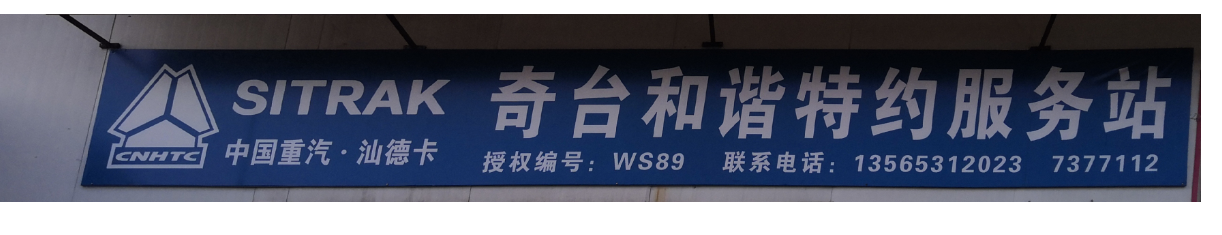 CNHTC
SITRAK
中国重汽·汕德卡
奇台和谐特约服务站
授权编号：WS89 联系电话：13565312023 7377112